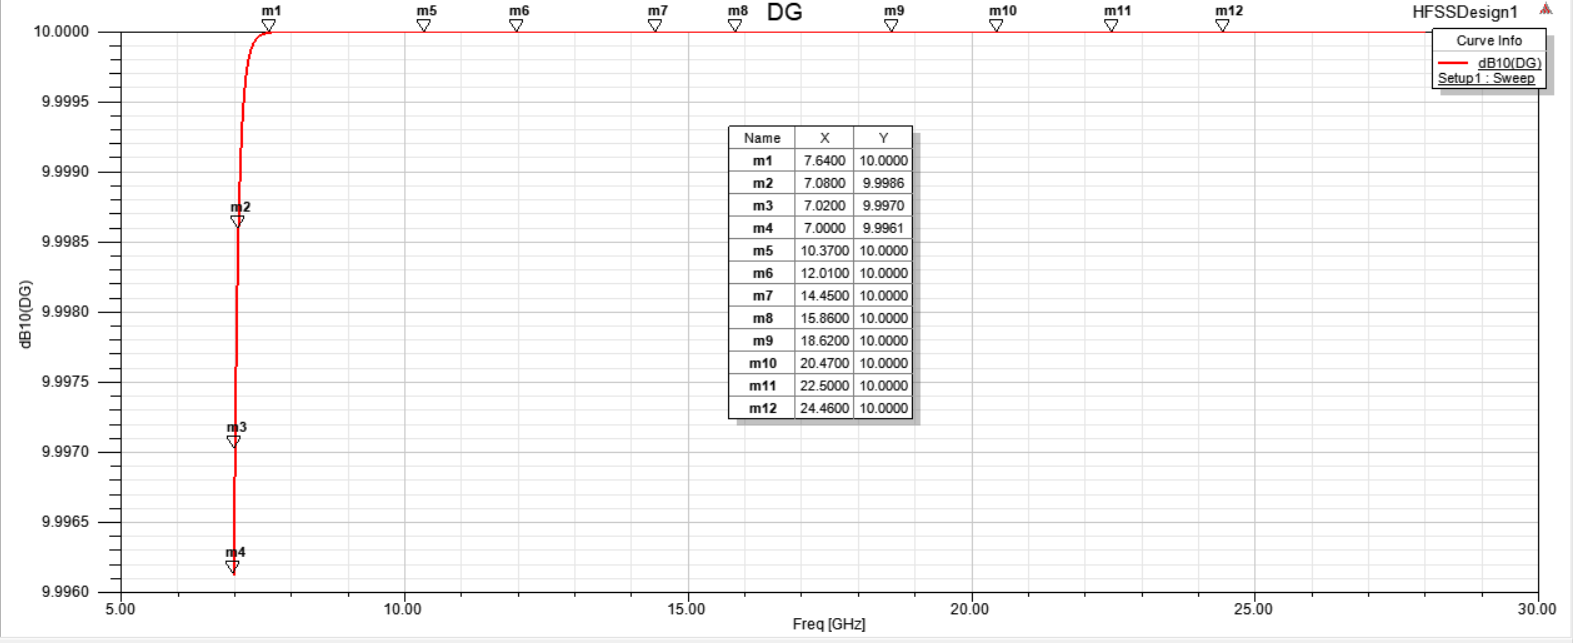 m1 m5 m6 m7 m8 DG m9 m10 m11 m12 HFSSDesign1
Curve Info
dB10(DG)
Setup1 : Sweep
10.0000
9.9995
9.9990
9.9985
9.9980
9.9975
9.9970
9.9965
9.9960
dB10(DG)
m2
m3
m4
Name X Y
m1 7.6400 10.0000
m2 7.0800 9.9986
m3 7.0200 9.9970
m4 7.0000 9.9961
m5 10.3700 10.0000
m6 12.0100 10.0000
m7 14.4500 10.0000
m8 15.8600 10.0000
m9 18.6200 10.0000
m10 20.4700 10.0000
m11 22.5000 10.0000
m12 24.4600 10.0000
5.00 10.00 15.00 20.00 25.00 30.00
Freq [GHz]